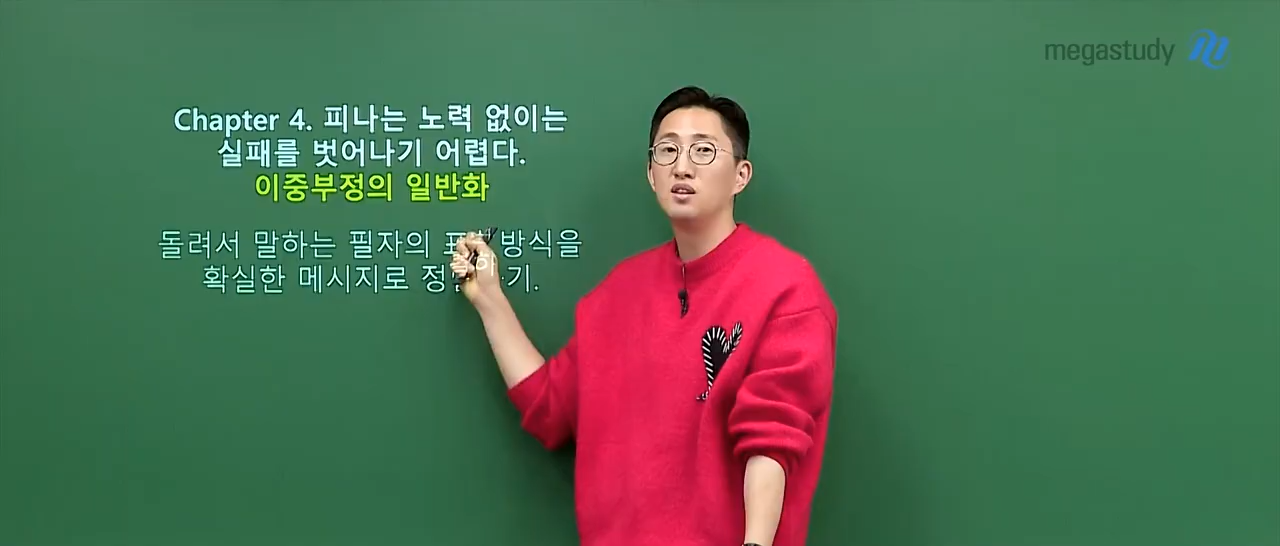 megastudy
Chapter 4. 피나는 노력 없이는
실패를 벗어나기 어렵다.
이중부정의 일반화
돌려서 말하는 필자의 방식을
확실한 메시지로